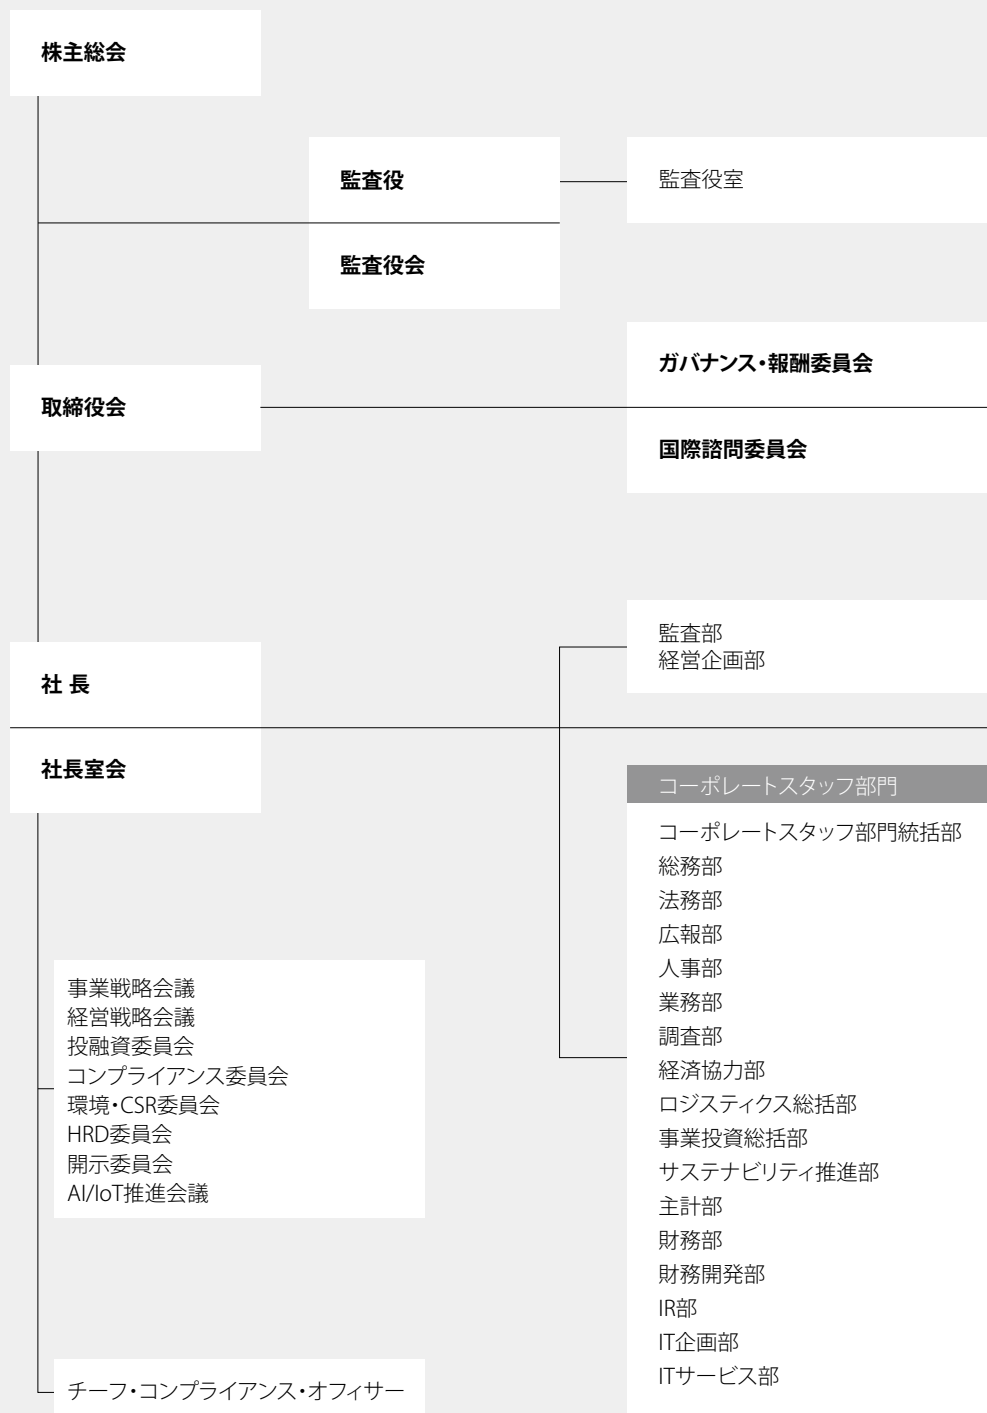 株主総会
監査役
監査役室
監査役会
ガバナンス・報酬委員会
取締役会
国際諮問委員会
監査部
経営企画部
社 長
社長室会
コーポレートスタッフ部門
コーポレートスタッフ部門統括部
総務部
法務部
広報部
人事部
業務部
調査部
経済協力部
ロジスティクス総括部
事業投資総括部
サステナビリティ推進部
主計部
財務部
財務開発部
IR部
IT企画部
ITサービス部
事業戦略会議
経営戦略会議
投融資委員会
コンプライアンス委員会
環境・CSR委員会
HRD委員会
開示委員会
AI/IoT推進会議
チーフ・コンプライアンス・オフィサー